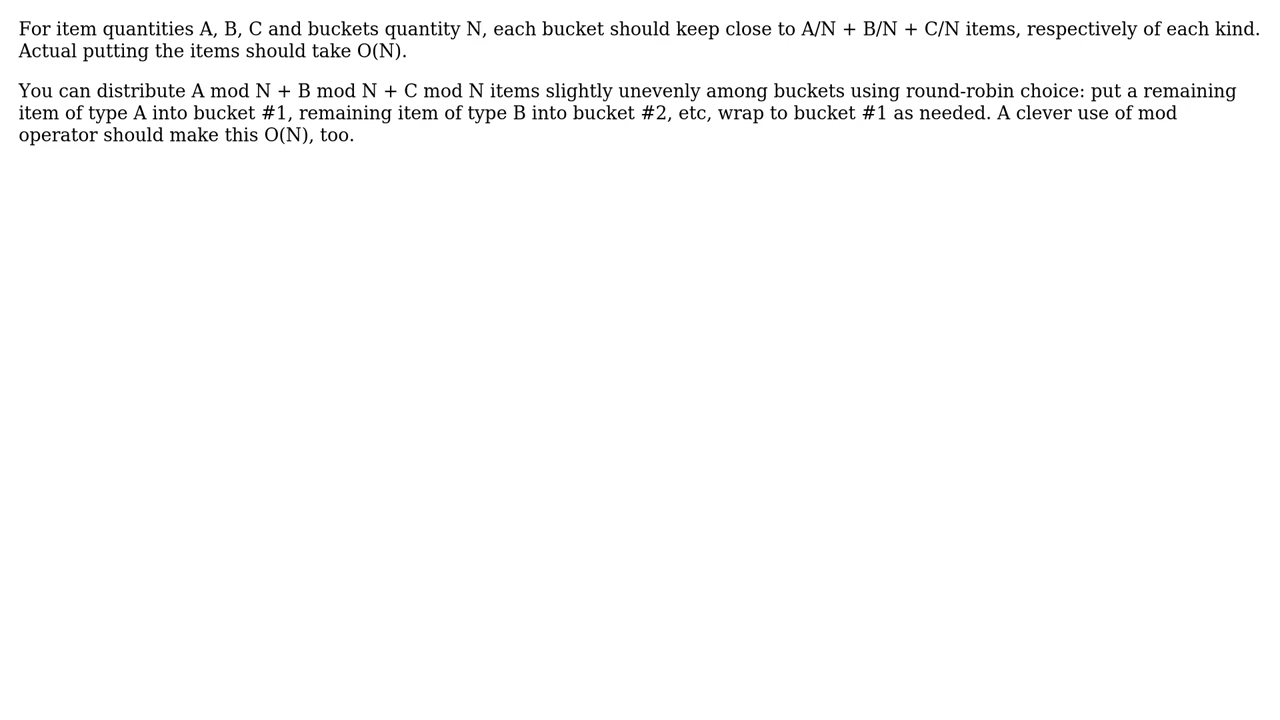 For item quantities A, B, C and buckets quantity N, each bucket should keep close to A/N + B/N + C/N items, respectively of each kind.
Actual putting the items should take O(N).
You can distribute A mod N + B mod N + C mod N items slightly unevenly among buckets using round-robin choice: put a remaining
item of type A into bucket #1, remaining item of type B into bucket #2, etc, wrap to bucket #1 as needed. A clever use of mod
operator should make this O(N), too.